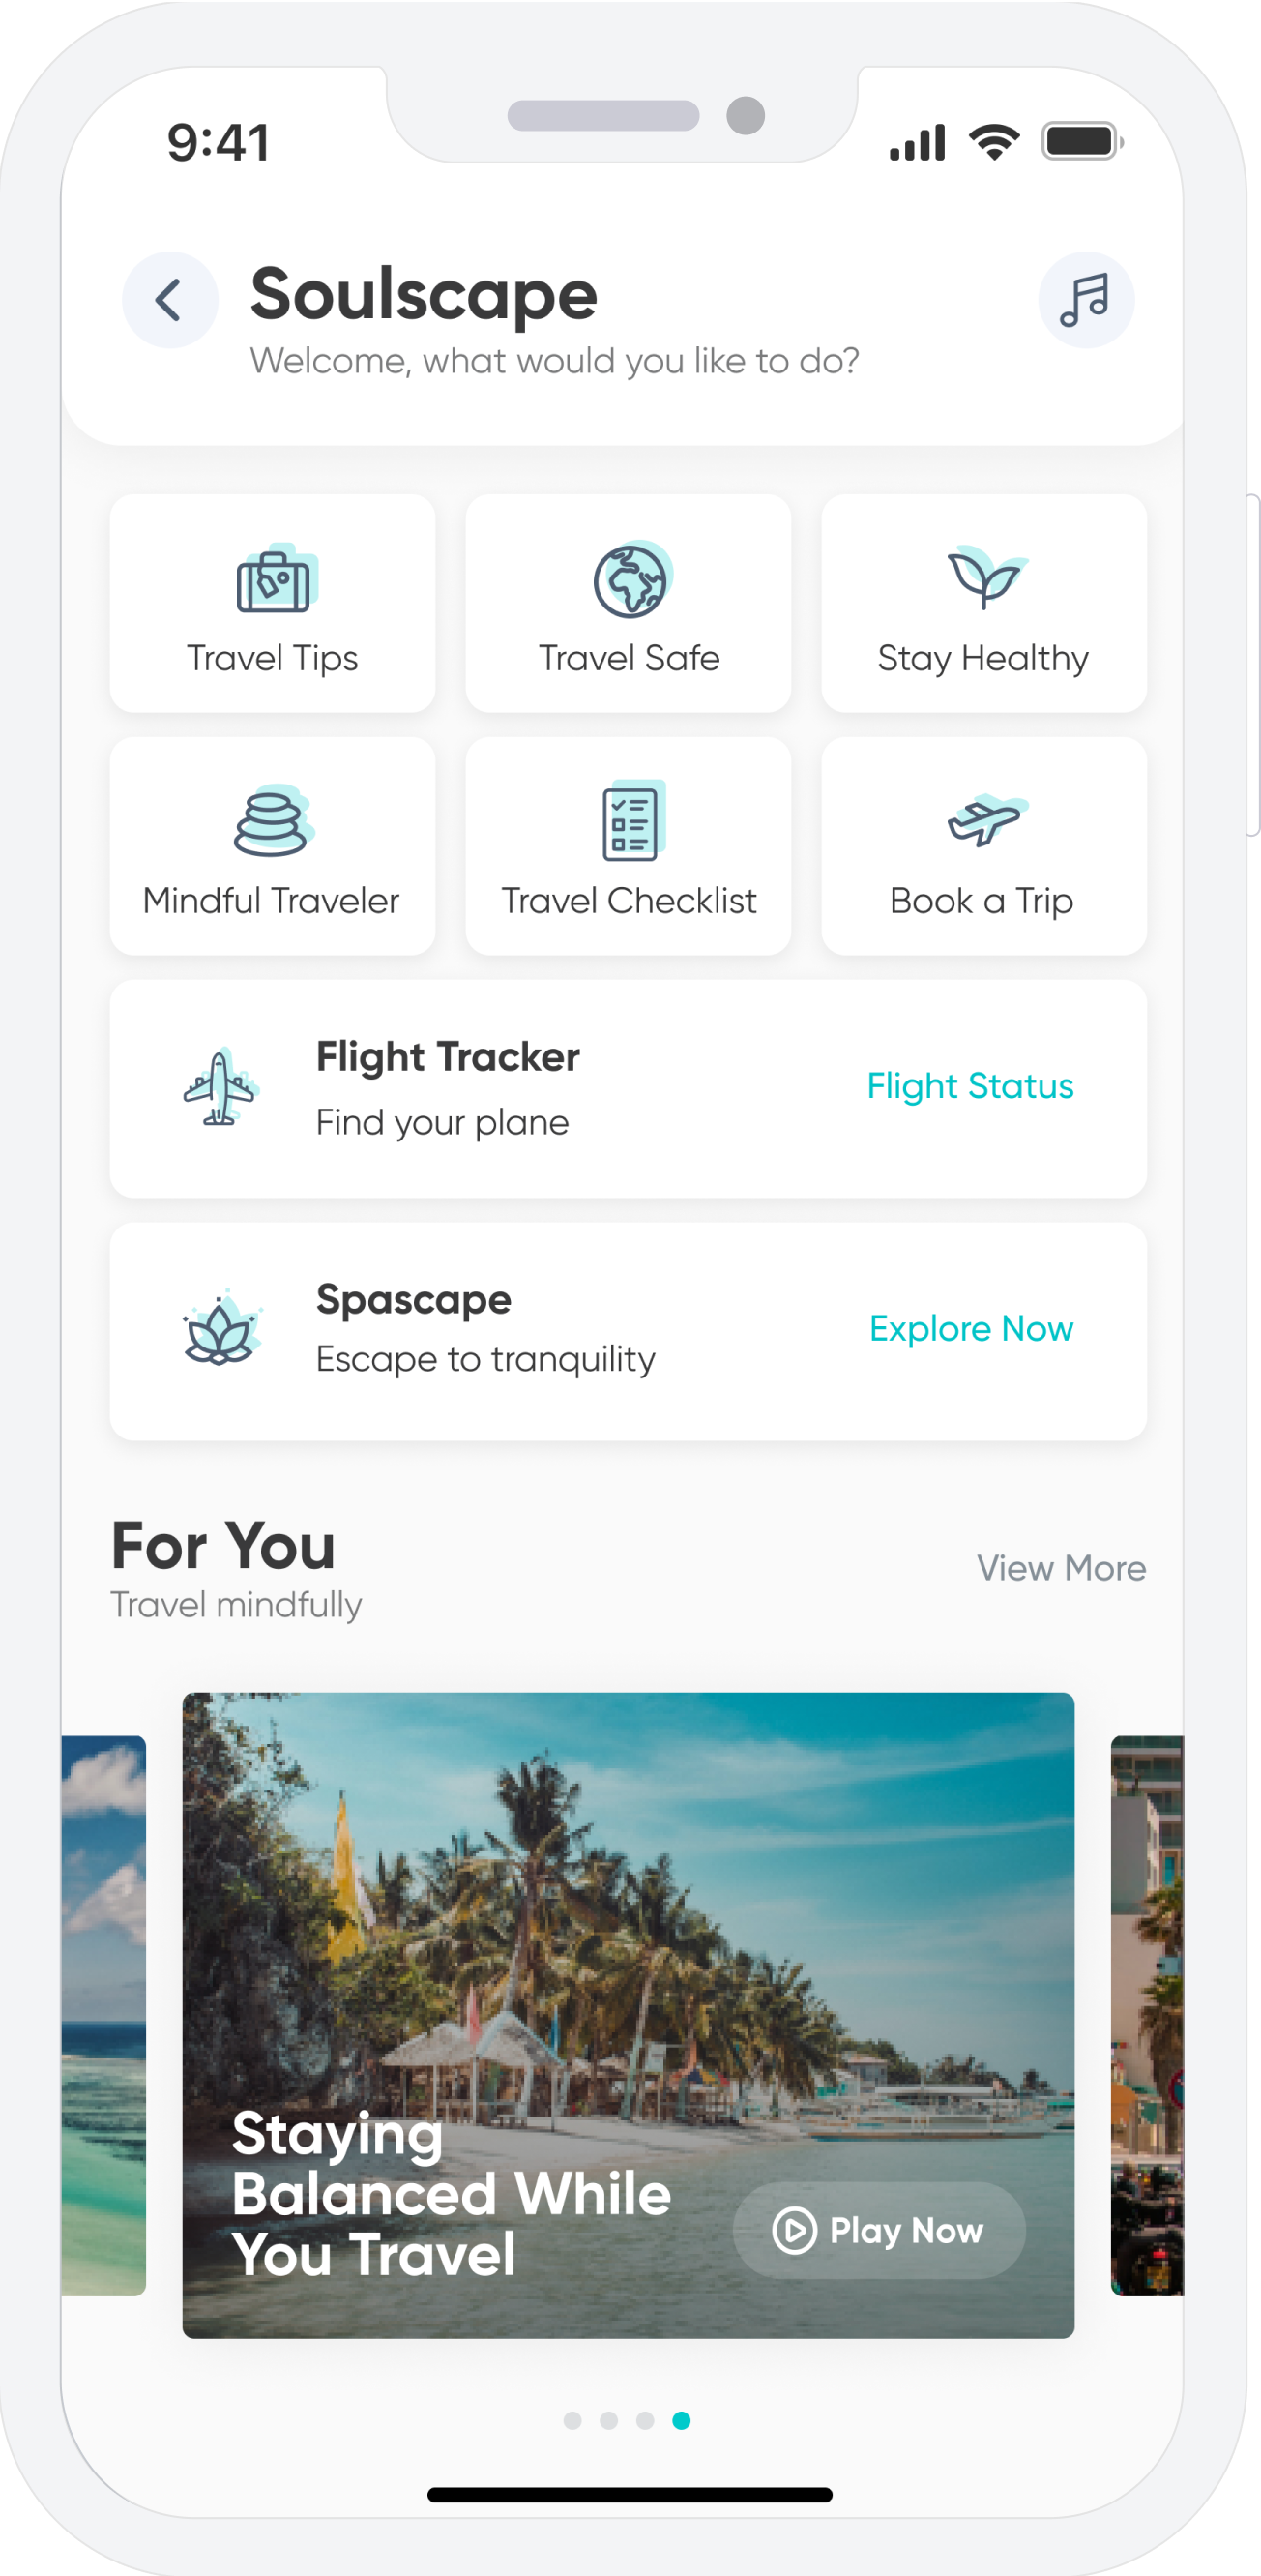 9:41
Soulscape
Welcome, what would you like to do?
Travel Tips
Travel Safe
Stay Healthy
Mindful Traveler
Travel Checklist
Book a Trip
Flight Tracker
Find your plane
Flight Status
Spascape
Escape to tranquility
Explore Now
For You
Travel mindfully
View More
Staying
Balanced While
You Travel
Play Now